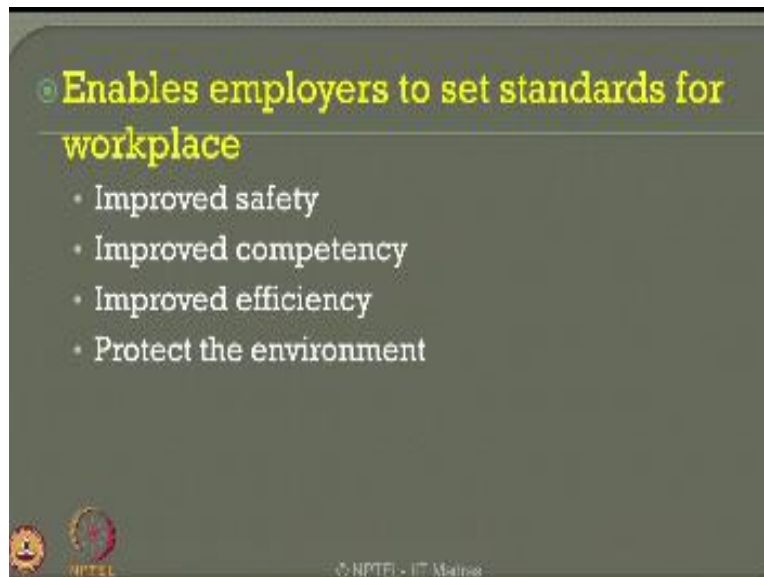 Enables employers to set standards for
workplace
• Improved safety
• Improved competency
• Improved efficiency
• Protect the environment
NPTEL
© NPTEL - IIT Madras